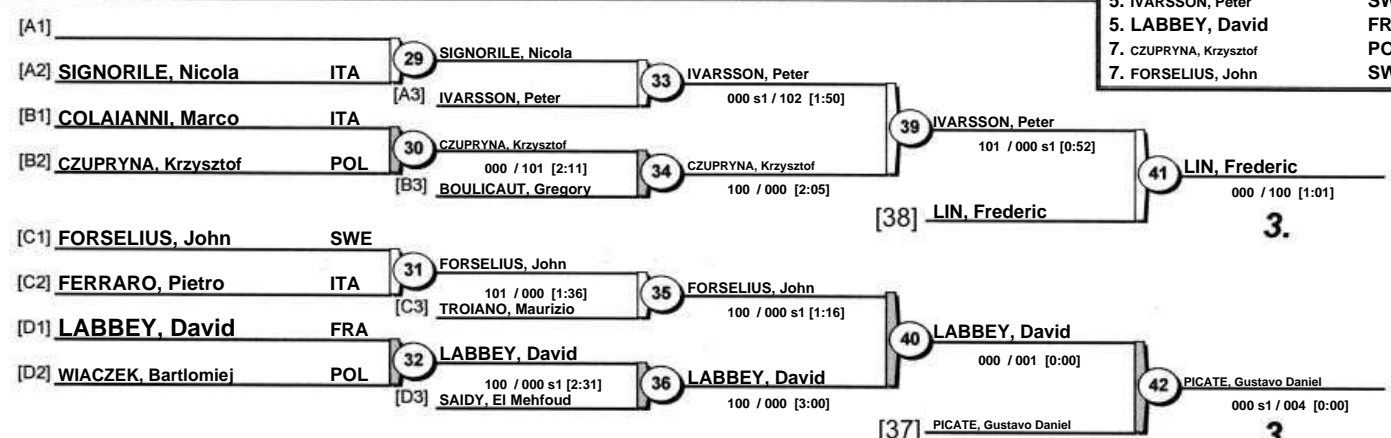 5. IVARSSON, Peter
5. LABBEY, David FR
7. CZUPRYNA, Krzysztof
7. FORSELIUS, John
[A1]
[A2] SIGNORILE, Nicola ITA
29
SIGNORILE, Nicola
[A3] IVARSSON, Peter
33
IVARSSON, Peter
000 s1 / 102 [1:50]
[B1] COLAIANNI, Marco ITA
[B2] CZUPRYNA, Krzysztof POL
30
CZUPRYNA, Krzysztof
000 / 101 [2:11]
[B3] BOULICAUT, Gregory
34
CZUPRYNA, Krzysztof
100 / 000 [2:05]
39
IVARSSON, Peter
101 / 000 s1 [0:52]
[38] LIN, Frederic
41
LIN, Frederic
000 / 100 [1:01]
3.
[C1] FORSELIUS, John SWE
[C2] FERRARO, Pietro ITA
31
FORSELIUS, John
101 / 000 [1:36]
[C3] TROIANO, Maurizio
35
FORSELIUS, John
100 / 000 s1 [1:16]
[D1] LABBEY, David FRA
[D2] WIACZEK, Bartlomiej POL
32
LABBEY, David
100 / 000 s1 [2:31]
[D3] SAIDY, El Mehfoud
36
LABBEY, David
100 / 000 [3:00]
40
LABBEY, David
000 / 001 [0:00]
[37] PICATE, Gustavo Daniel
42
PICATE, Gustavo Daniel
000 s1 / 004 [0:00]
3